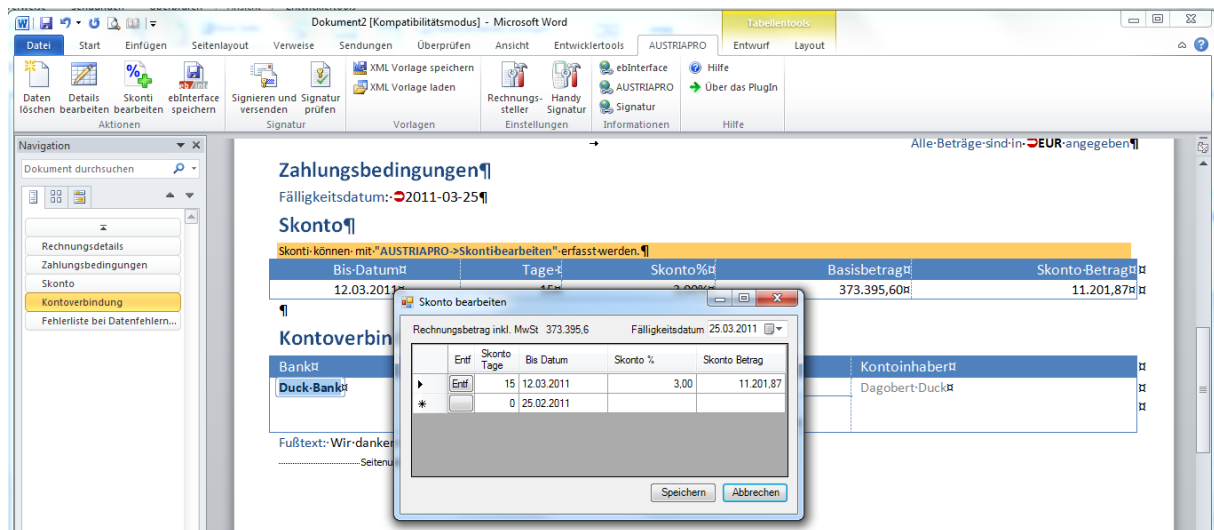 Dokument2 [Kompatibilitätsmodus] - Microsoft Word
Tabellentools
Datei Start Einfügen Seitenlayout Verweise Sendungen Überprüfen Ansicht Entwicklertools AUSTRIAPRO Entwurf Layout
Daten löschen
Details bearbeiten
Skonti bearbeiten
ebInterface speichern
Aktionen
Signieren und versenden
Signatur prüfen
Signatur
XML Vorlage speichern
XML Vorlage laden
Vorlagen
Rechnungs- steller
Handy Signatur
Einstellungen
ebInterface
AUSTRIAPRO
Signatur
Informationen
Hilfe
Über das PlugIn
Hilfe
Navigation
Dokument durchsuchen
Rechnungsdetails
Zahlungsbedingungen
Skonto
Kontoverbindung
Fehlerliste bei Datenfehlern...
→ Alle·Beträge·sind·in·EUR·angegeben¶
Zahlungsbedingungen¶
Fälligkeitsdatum:·2011-03-25¶
Skonto¶
Skonti·können· mit·"AUSTRIAPRO->Skonti·bearbeiten"·erfasst·werden.¶
Bis·Datum¤ Tage·¤ Skonto%¤ Basisbetrag¤ Skonto·Betrag¤ ¤
12.03.2011¤ 15¤ 3,00%¤ 373.395,60¤ 11.201,87¤ ¤
¶
Kontoverbin
Bank¤ Kontoinhaber¤ ¤
Duck·Bank¤ Dagobert·Duck¤ ¤
¤
Fußtext:·Wir·danken
Seitenu
Skonto bearbeiten
Rechnungsbetrag inkl. MwSt 373.395,6 Fälligkeitsdatum 25.03.2011
Entf Skonto Tage Bis Datum Skonto % Skonto Betrag
Entf 15 12.03.2011 3,00 11.201,87
0 25.02.2011
Speichern Abbrechen